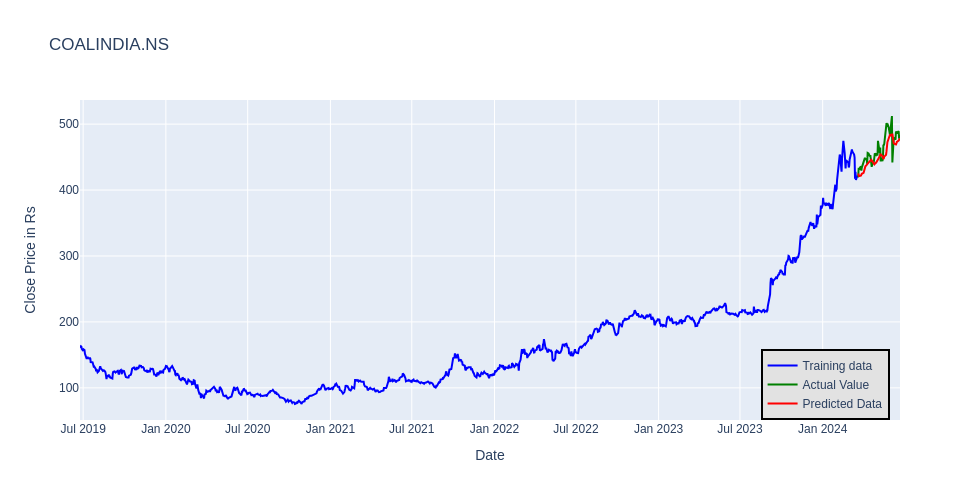 COALINDIA.NS
Close Price in Rs
500
400
300
200
100
Jul 2019 Jan 2020 Jul 2020 Jan 2021 Jul 2021 Jan 2022 Jul 2022 Jan 2023 Jul 2023 Jan 2024
Date
Training data
Actual Value
Predicted Data